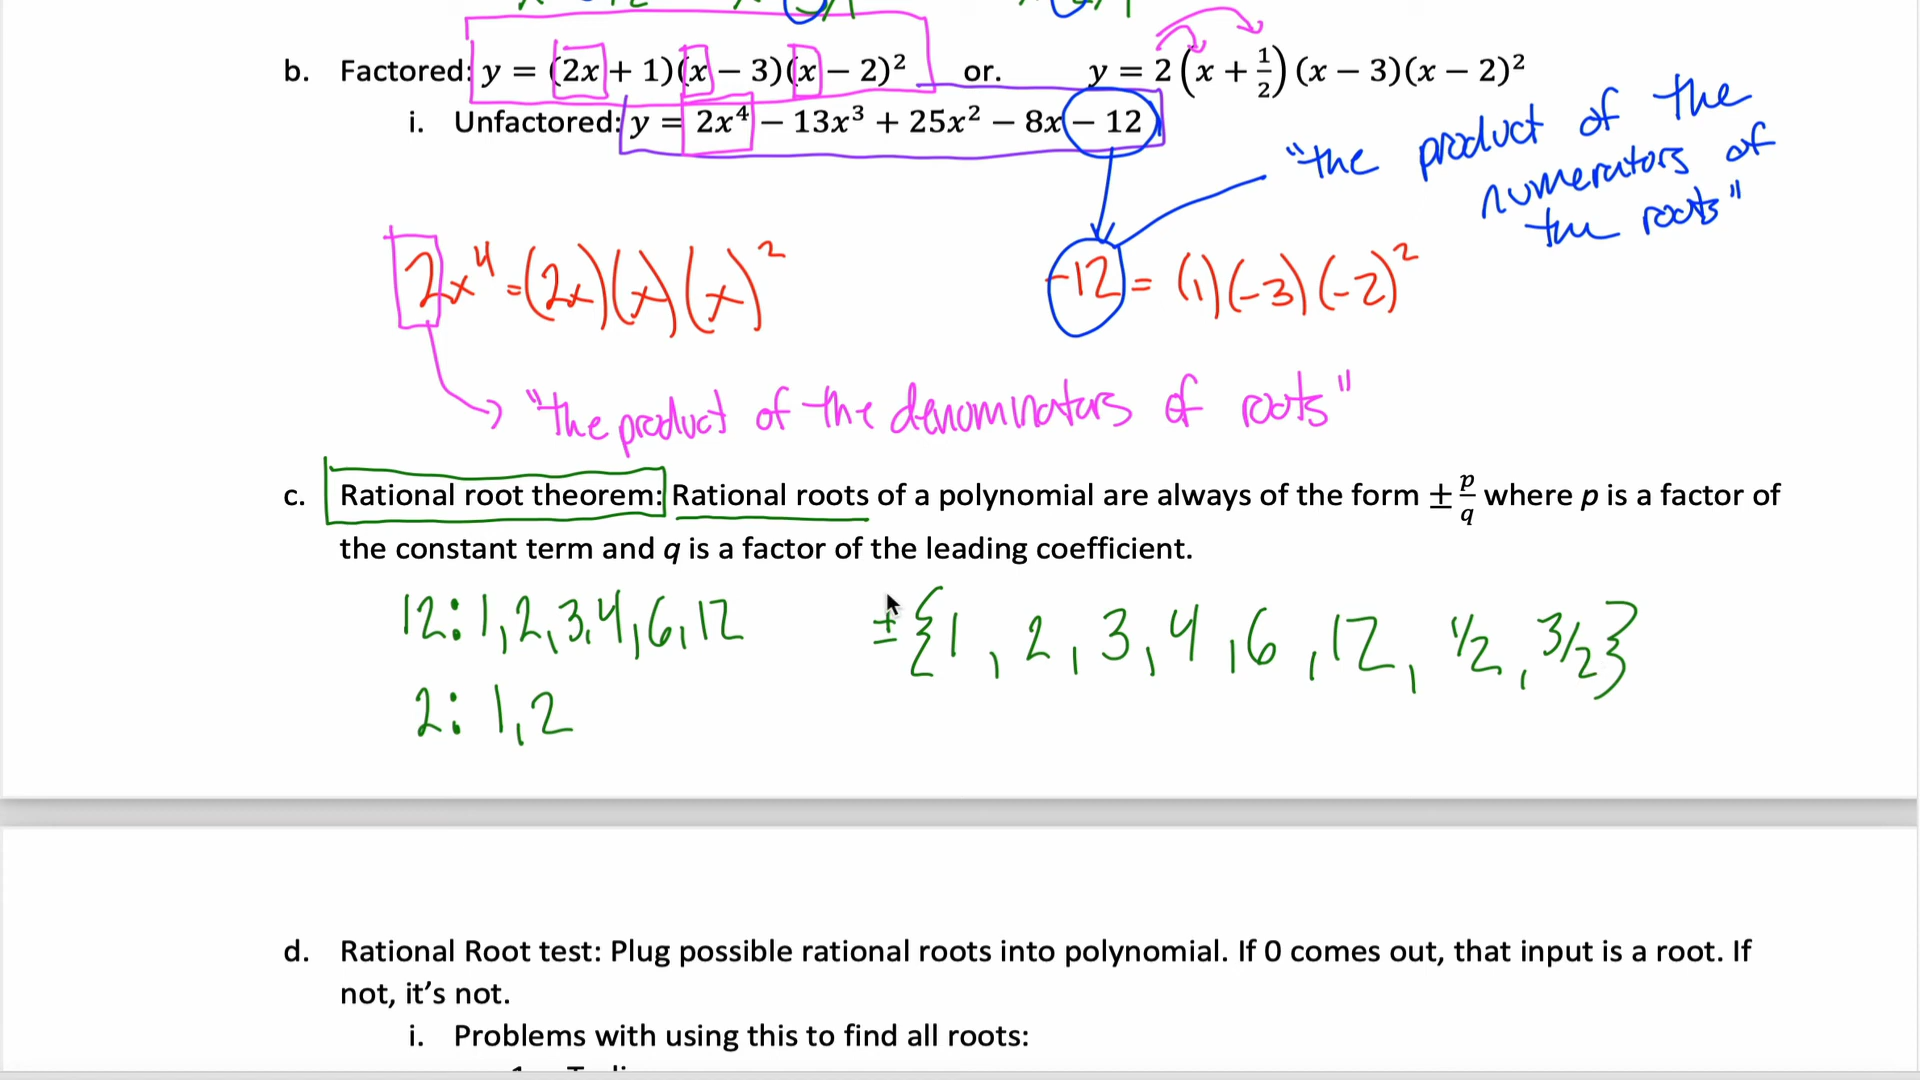 b. Factored: y = (2x + 1)(x − 3)(x − 2)² or. y = 2(x + 1/2)(x − 3)(x − 2)²
i. Unfactored: y = 2x⁴ − 13x³ + 25x² − 8x − 12
"the product of the
numerators of
the roots"
2x⁴ = (2x)(x)(x)²
-12 = (1)(-3)(-2)²
"the product of the denominators of roots"
c. Rational root theorem: Rational roots of a polynomial are always of the form ± p/q where p is a factor of
the constant term and q is a factor of the leading coefficient.
12: 1, 2, 3, 4, 6, 12
± {1, 2, 3, 4, 6, 12, 1/2, 3/2}
2: 1, 2
d. Rational Root test: Plug possible rational roots into polynomial. If 0 comes out, that input is a root. If
not, it's not.
i. Problems with using this to find all roots: